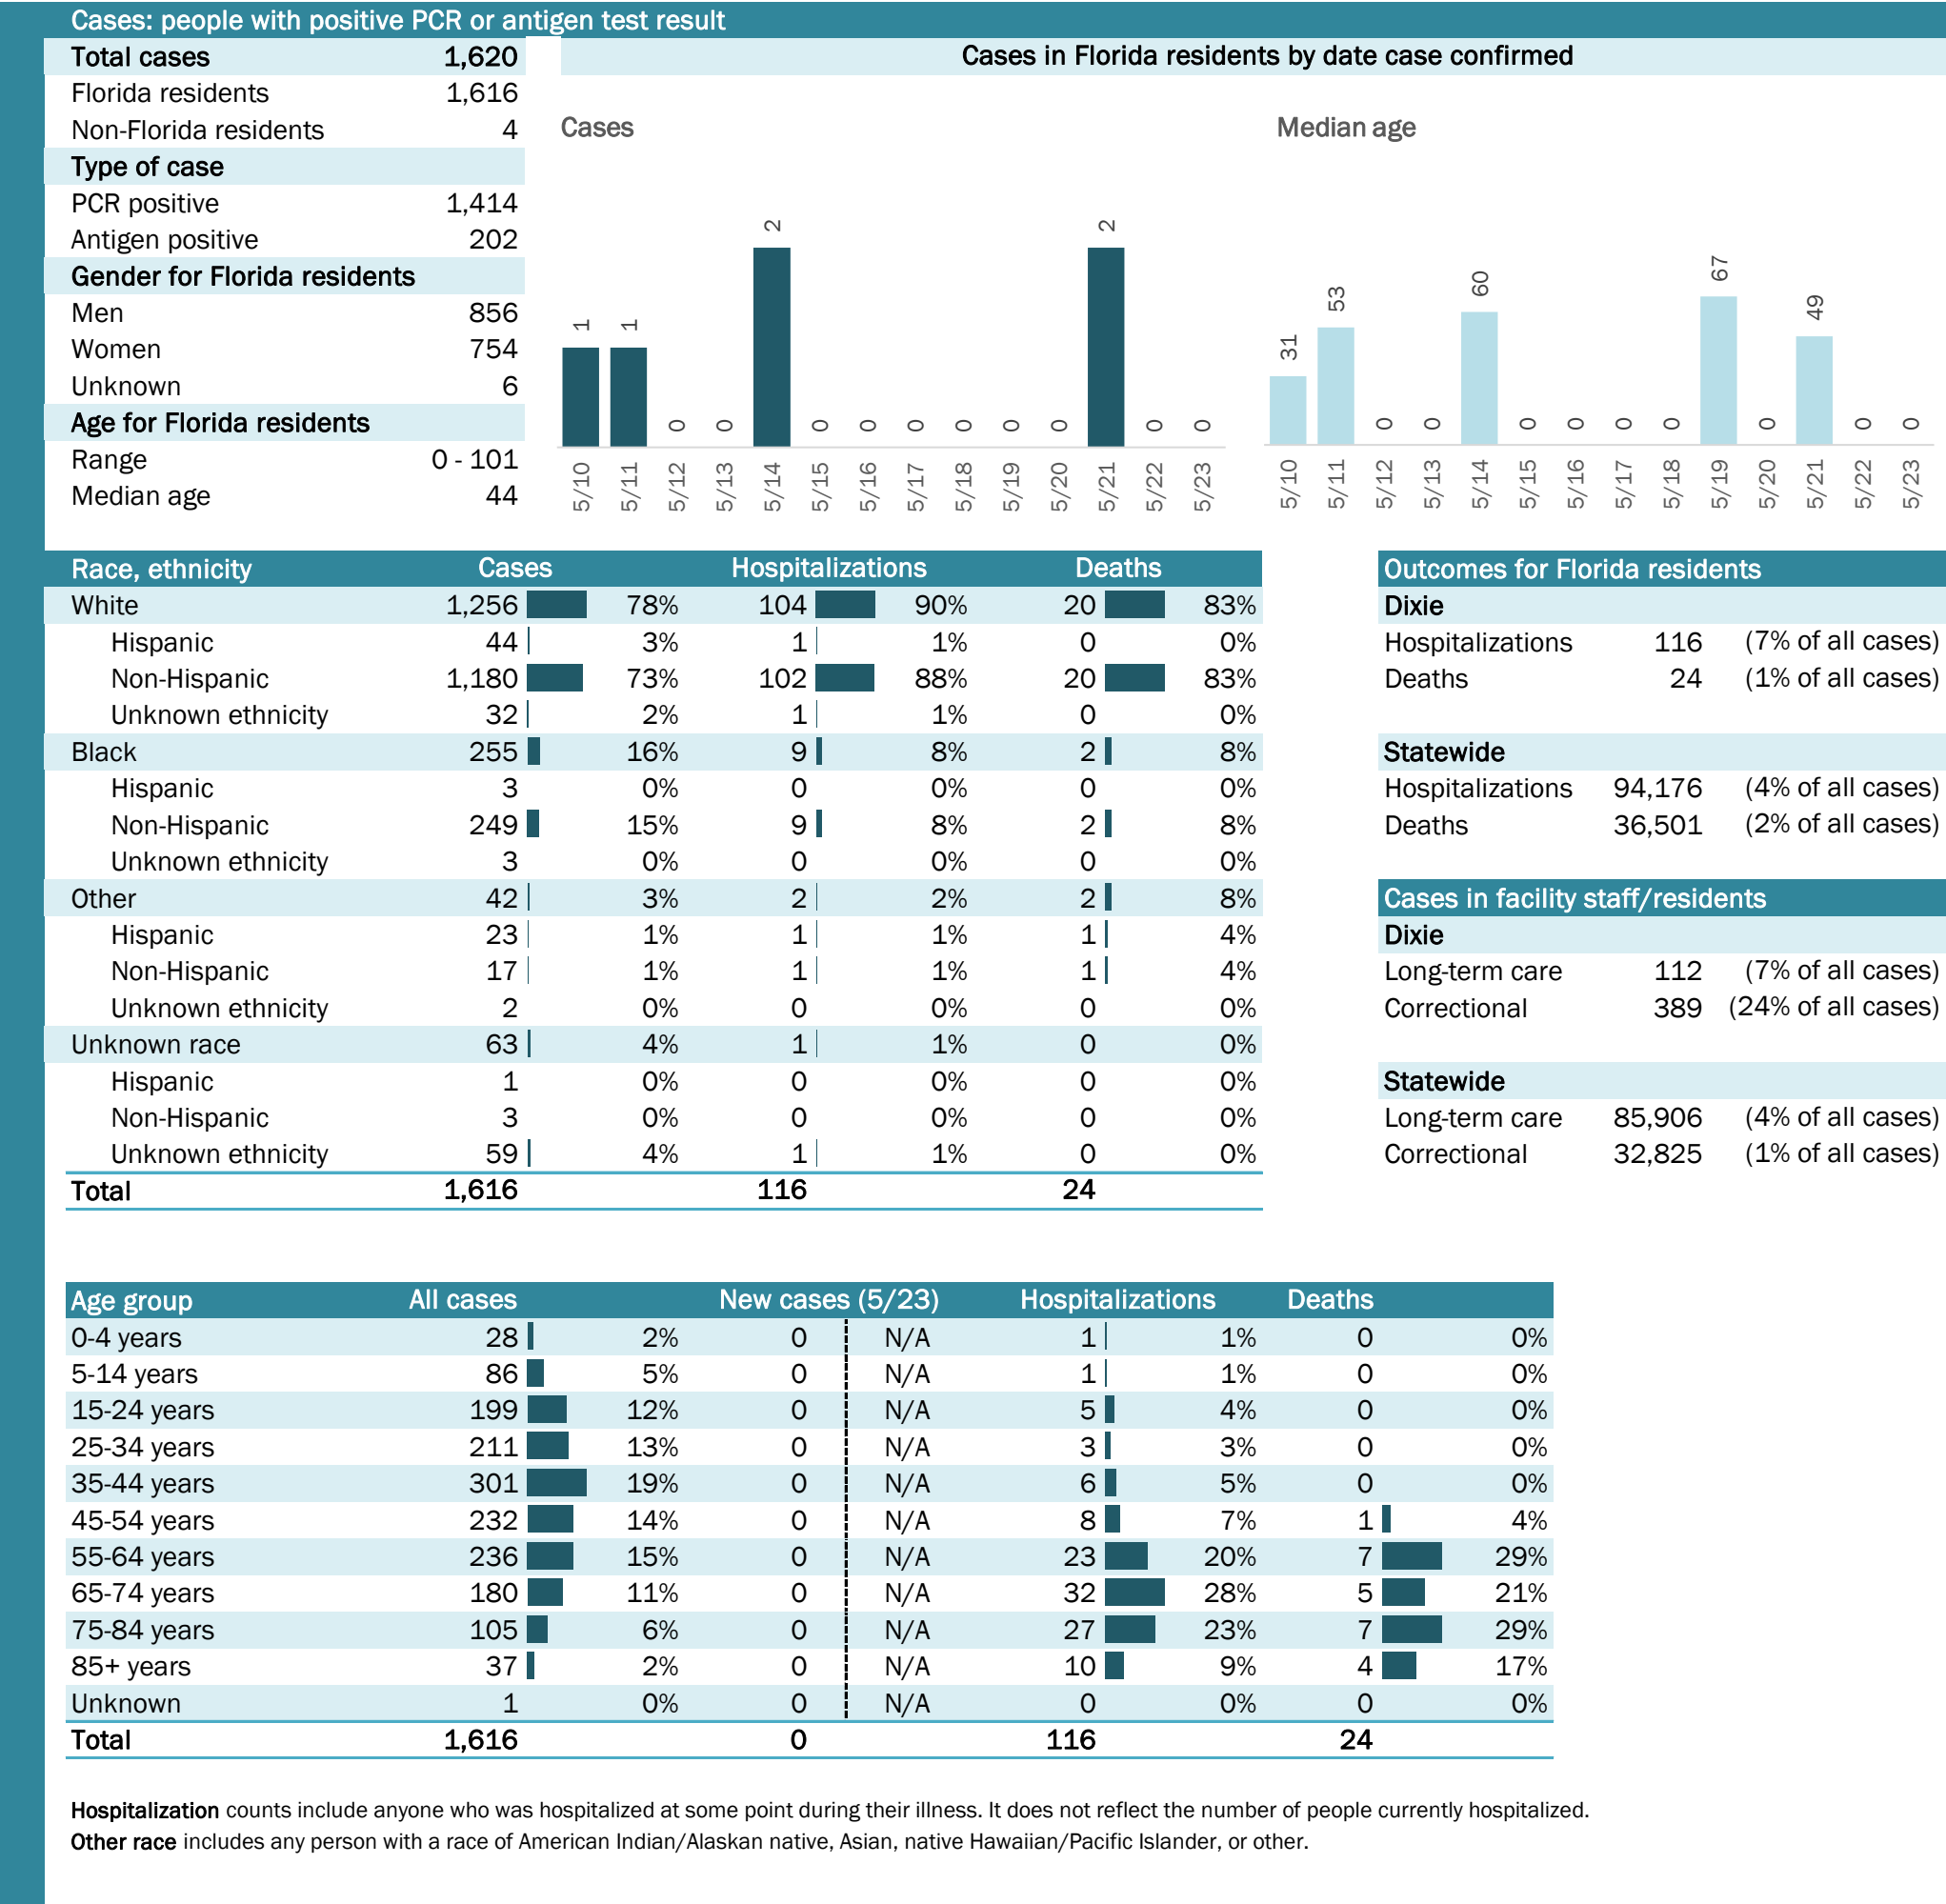 Cases: people with positive PCR or antigen test result
Total cases 1,620
Florida residents 1,616
Non-Florida residents 4
Type of case
PCR positive 1,414
Antigen positive 202
Gender for Florida residents
Men 856
Women 754
Unknown 6
Age for Florida residents
Range 0 - 101
Median age 44
Cases in Florida residents by date case confirmed
Cases
1 1 0 0 2 0 0 0 0 0 0 2 0 0
5/10 5/11 5/12 5/13 5/14 5/15 5/16 5/17 5/18 5/19 5/20 5/21 5/22 5/23
Median age
31 53 0 0 60 0 0 0 0 67 0 49 0 0
5/10 5/11 5/12 5/13 5/14 5/15 5/16 5/17 5/18 5/19 5/20 5/21 5/22 5/23
Race, ethnicity Cases Hospitalizations Deaths
White 1,256 78% 104 90% 20 83%
Hispanic 44 3% 1 1% 0 0%
Non-Hispanic 1,180 73% 102 88% 20 83%
Unknown ethnicity 32 2% 1 1% 0 0%
Black 255 16% 9 8% 2 8%
Hispanic 3 0% 0 0% 0 0%
Non-Hispanic 249 15% 9 8% 2 8%
Unknown ethnicity 3 0% 0 0% 0 0%
Other 42 3% 2 2% 2 8%
Hispanic 23 1% 1 1% 1 4%
Non-Hispanic 17 1% 1 1% 1 4%
Unknown ethnicity 2 0% 0 0% 0 0%
Unknown race 63 4% 1 1% 0 0%
Hispanic 1 0% 0 0% 0 0%
Non-Hispanic 3 0% 0 0% 0 0%
Unknown ethnicity 59 4% 1 1% 0 0%
Total 1,616 116 24
Outcomes for Florida residents
Dixie
Hospitalizations 116 (7% of all cases)
Deaths 24 (1% of all cases)
Statewide
Hospitalizations 94,176 (4% of all cases)
Deaths 36,501 (2% of all cases)
Cases in facility staff/residents
Dixie
Long-term care 112 (7% of all cases)
Correctional 389 (24% of all cases)
Statewide
Long-term care 85,906 (4% of all cases)
Correctional 32,825 (1% of all cases)
Age group All cases New cases (5/23) Hospitalizations Deaths
0-4 years 28 2% 0 N/A 1 1% 0 0%
5-14 years 86 5% 0 N/A 1 1% 0 0%
15-24 years 199 12% 0 N/A 5 4% 0 0%
25-34 years 211 13% 0 N/A 3 3% 0 0%
35-44 years 301 19% 0 N/A 6 5% 0 0%
45-54 years 232 14% 0 N/A 8 7% 1 4%
55-64 years 236 15% 0 N/A 23 20% 7 29%
65-74 years 180 11% 0 N/A 32 28% 5 21%
75-84 years 105 6% 0 N/A 27 23% 7 29%
85+ years 37 2% 0 N/A 10 9% 4 17%
Unknown 1 0% 0 N/A 0 0% 0 0%
Total 1,616 0 116 24
Hospitalization counts include anyone who was hospitalized at some point during their illness. It does not reflect the number of people currently hospitalized.
Other race includes any person with a race of American Indian/Alaskan native, Asian, native Hawaiian/Pacific Islander, or other.